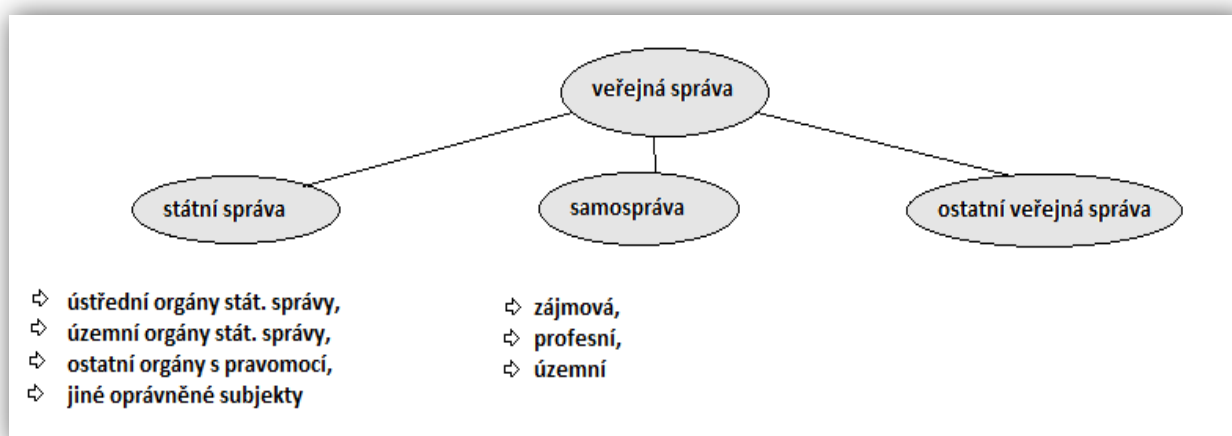 veřejná správa
státní správa
samospráva
ostatní veřejná správa
ústřední orgány stát. správy,
územní orgány stát. správy,
ostatní orgány s pravomocí,
jiné oprávněné subjekty
zájmová,
profesní,
územní